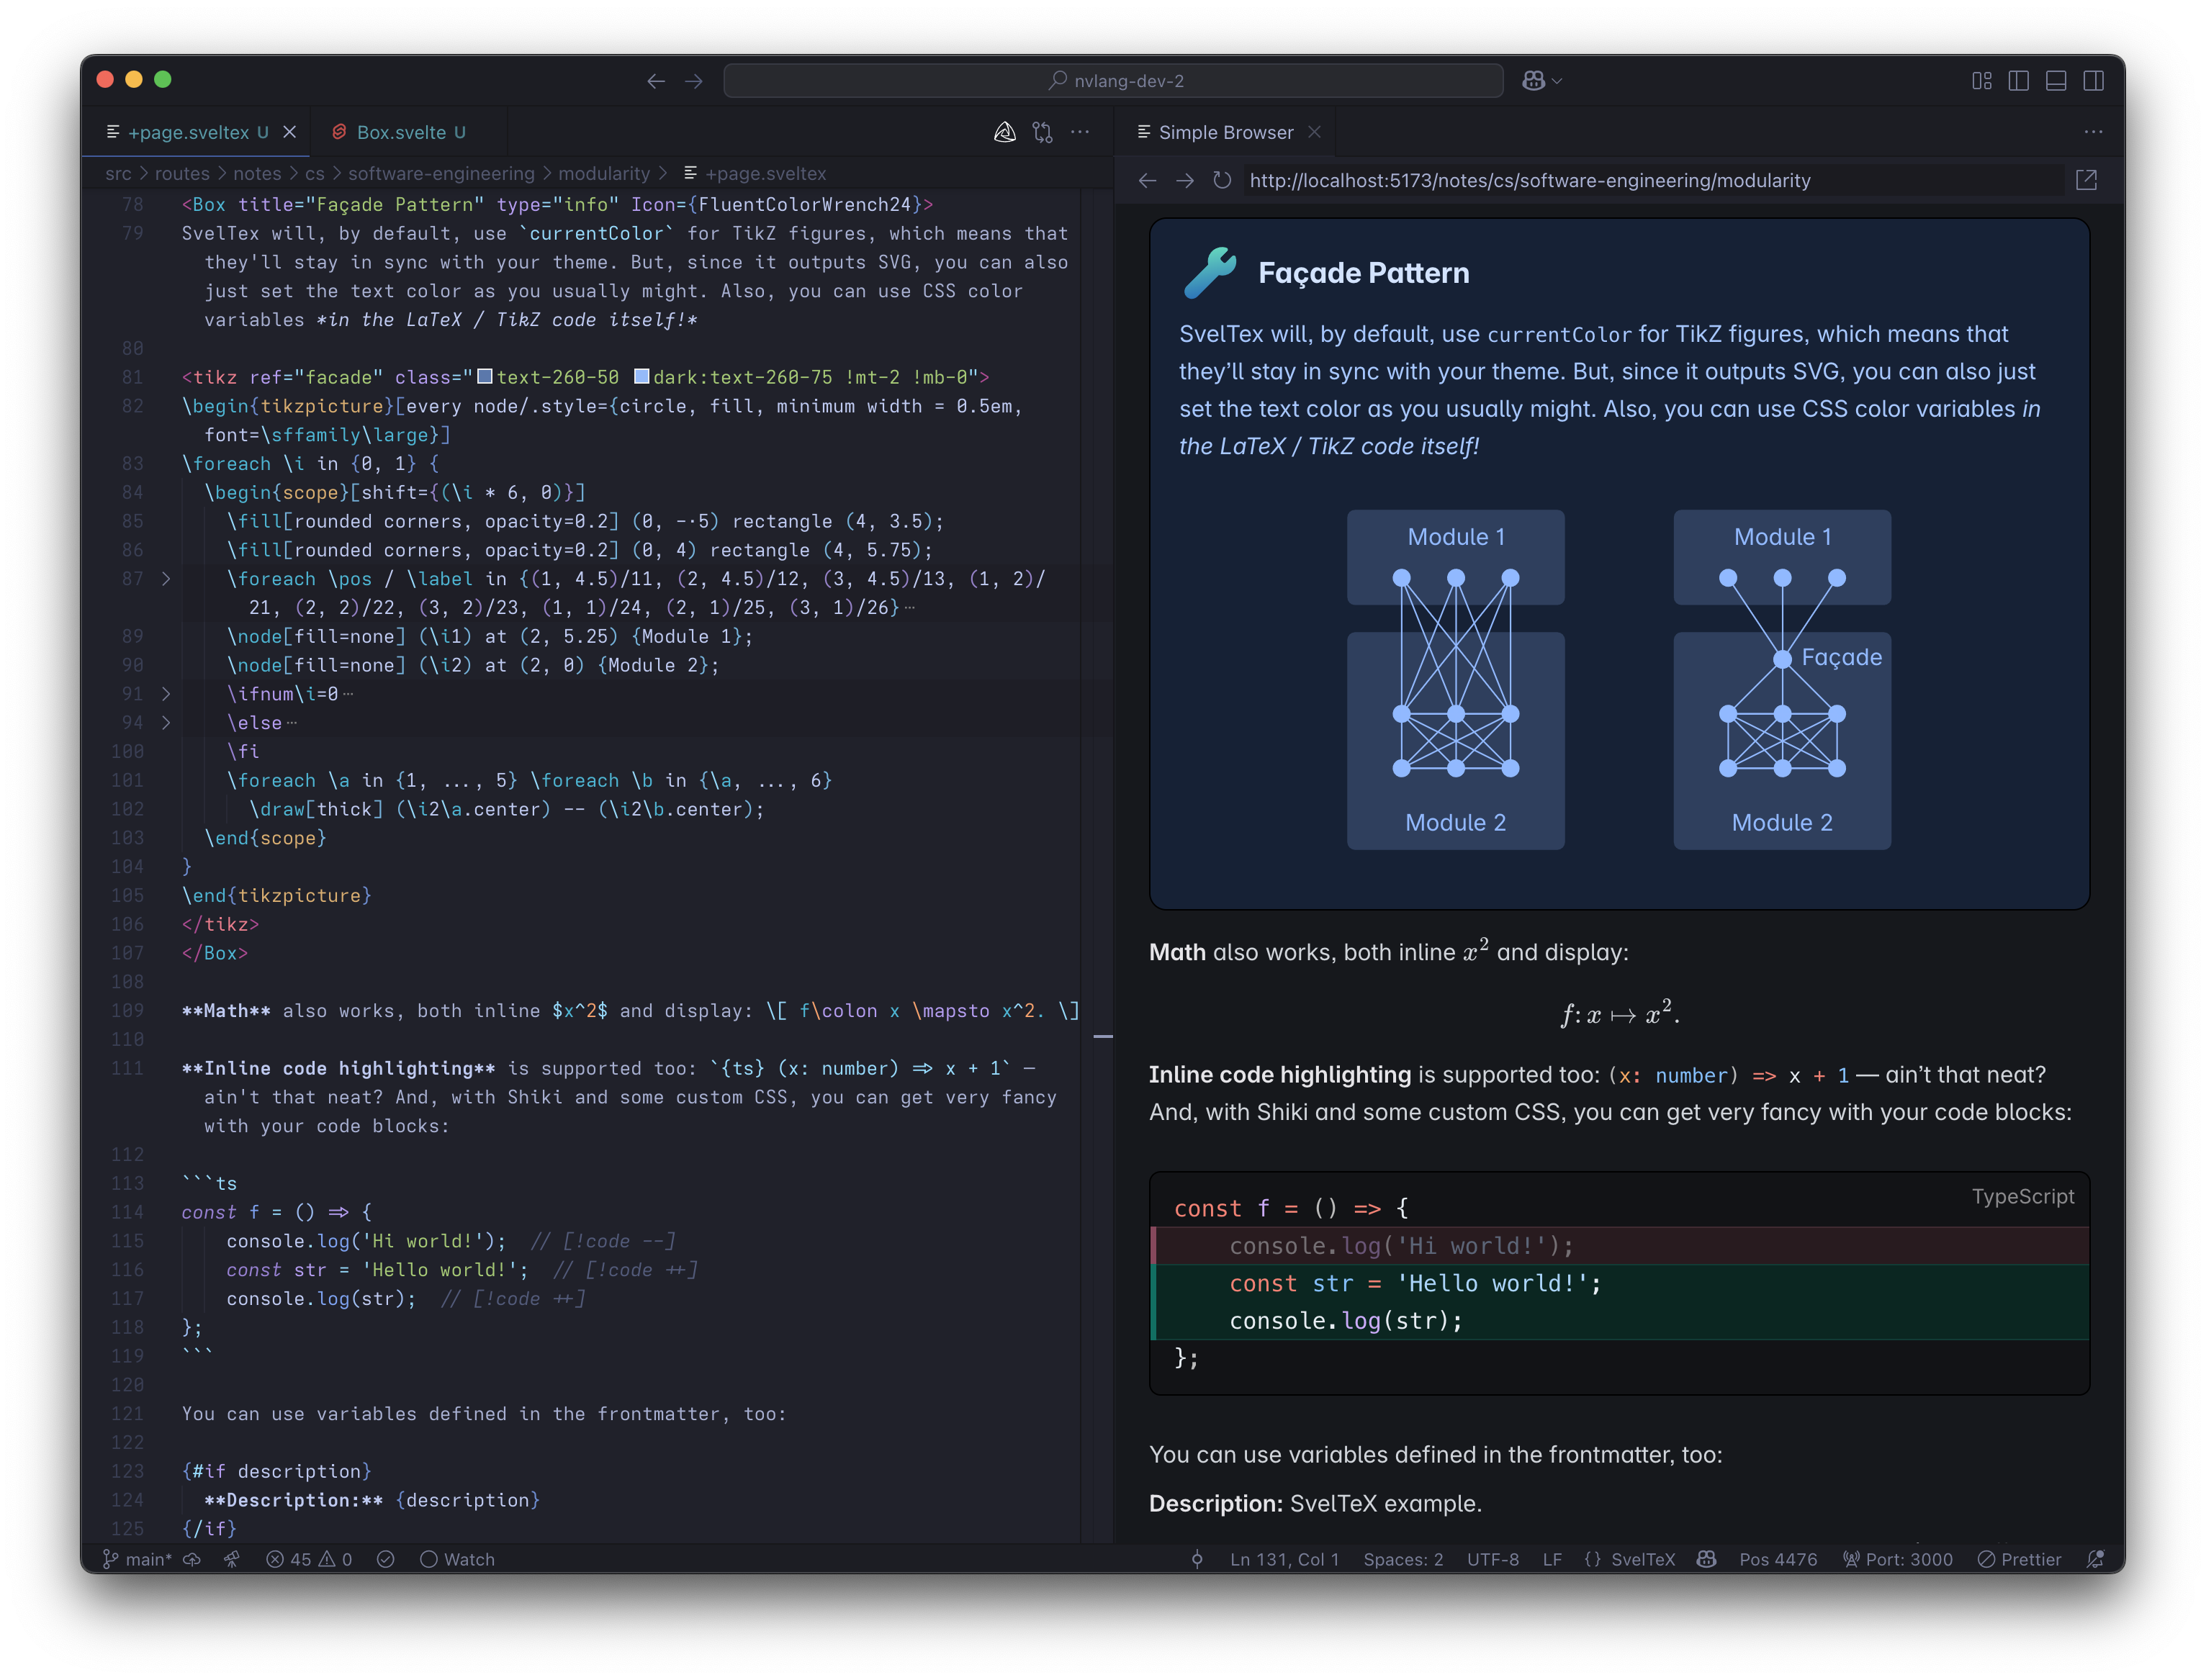 nvlang-dev-2
+page.sveltex U
Box.svelte U
src > routes > notes > cs > software-engineering > modularity > +page.sveltex
78 <Box title="Façade Pattern" type="info" Icon={FluentColorWrench24}>
79 SvelTex will, by default, use `currentColor` for TikZ figures, which means that
they'll stay in sync with your theme. But, since it outputs SVG, you can also
just set the text color as you usually might. Also, you can use CSS color
variables *in the LaTeX / TikZ code itself!*
80
81 <tikz ref="facade" class="text-260-50 dark:text-260-75 !mt-2 !mb-0">
82 \begin{tikzpicture}[every node/.style={circle, fill, minimum width = 0.5em,
font=\sffamily\large}]
83 \foreach \i in {0, 1} {
84 \begin{scope}[shift={(\i * 6, 0)}]
85 \fill[rounded corners, opacity=0.2] (0, -.5) rectangle (4, 3.5);
86 \fill[rounded corners, opacity=0.2] (0, 4) rectangle (4, 5.75);
87 \foreach \pos / \label in {(1, 4.5)/11, (2, 4.5)/12, (3, 4.5)/13, (1, 2)/
21, (2, 2)/22, (3, 2)/23, (1, 1)/24, (2, 1)/25, (3, 1)/26}…
89 \node[fill=none] (\i1) at (2, 5.25) {Module 1};
90 \node[fill=none] (\i2) at (2, 0) {Module 2};
91 \ifnum\i=0…
94 \else…
100 \fi
101 \foreach \a in {1, ..., 5} \foreach \b in {\a, ..., 6}
102 \draw[thick] (\i2\a.center) -- (\i2\b.center);
103 \end{scope}
104 }
105 \end{tikzpicture}
106 </tikz>
107 </Box>
108
109 **Math** also works, both inline $x^2$ and display: \[ f\colon x \mapsto x^2. \]
110
111 **Inline code highlighting** is supported too: `{ts} (x: number) => x + 1` —
ain't that neat? And, with Shiki and some custom CSS, you can get very fancy
with your code blocks:
112
113 ```ts
114 const f = () => {
115 console.log('Hi world!'); // [!code --]
116 const str = 'Hello world!'; // [!code ++]
117 console.log(str); // [!code ++]
118 };
119 ```
120
121 You can use variables defined in the frontmatter, too:
122
123 {#if description}
124 **Description:** {description}
125 {/if}
Simple Browser
http://localhost:5173/notes/cs/software-engineering/modularity
Façade Pattern
SvelTex will, by default, use currentColor for TikZ figures, which means that
they’ll stay in sync with your theme. But, since it outputs SVG, you can also just
set the text color as you usually might. Also, you can use CSS color variables in
the LaTeX / TikZ code itself!
Module 1
Module 2
Module 1
Façade
Module 2
Math also works, both inline x² and display:
f: x ↦ x².
Inline code highlighting is supported too: (x: number) => x + 1 — ain’t that neat?
And, with Shiki and some custom CSS, you can get very fancy with your code blocks:
TypeScript
const f = () => {
console.log('Hi world!');
const str = 'Hello world!';
console.log(str);
};
You can use variables defined in the frontmatter, too:
Description: SvelTeX example.
main* 45 0 Watch
Ln 131, Col 1 Spaces: 2 UTF-8 LF {} SvelTeX Pos 4476 Port: 3000 Prettier